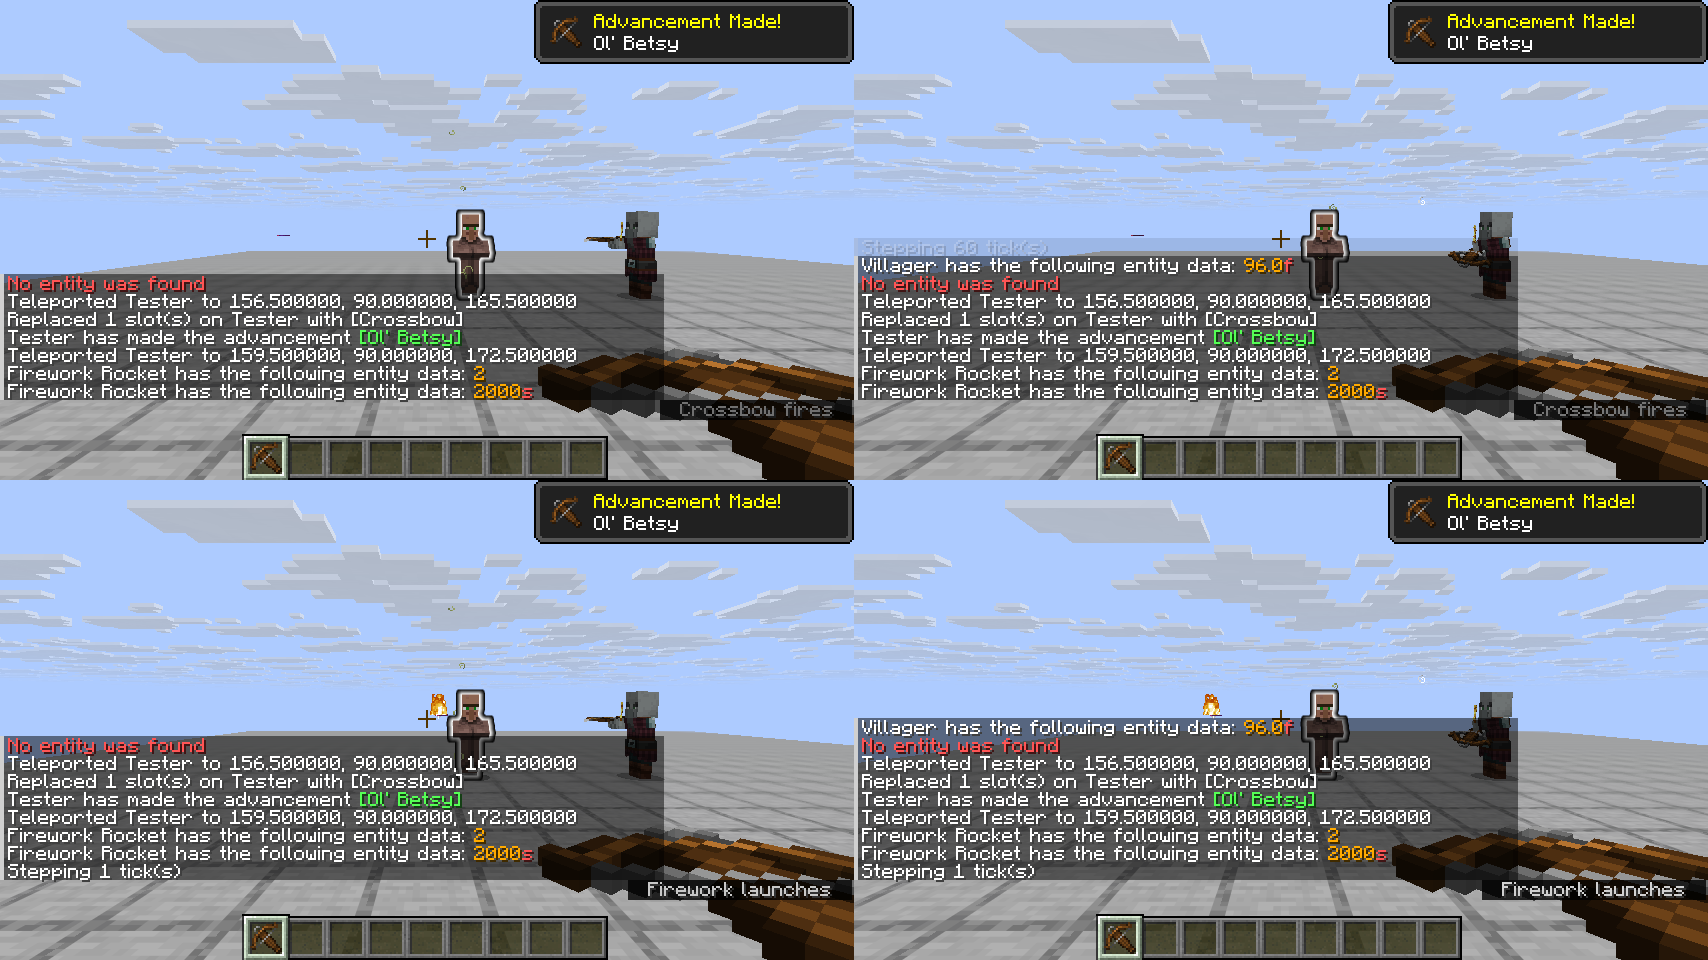 Advancement Made!
Ol' Betsy
No entity was found
Teleported Tester to 156.500000, 90.000000, 165.500000
Replaced 1 slot(s) on Tester with [Crossbow]
Tester has made the advancement [Ol' Betsy]
Teleported Tester to 159.500000, 90.000000, 172.500000
Firework Rocket has the following entity data: 2
Firework Rocket has the following entity data: 2000s
Crossbow fires
Advancement Made!
Ol' Betsy
Stepping 60 tick(s)
Villager has the following entity data: 96.0f
No entity was found
Teleported Tester to 156.500000, 90.000000, 165.500000
Replaced 1 slot(s) on Tester with [Crossbow]
Tester has made the advancement [Ol' Betsy]
Teleported Tester to 159.500000, 90.000000, 172.500000
Firework Rocket has the following entity data: 2
Firework Rocket has the following entity data: 2000s
Crossbow fires
Advancement Made!
Ol' Betsy
No entity was found
Teleported Tester to 156.500000, 90.000000, 165.500000
Replaced 1 slot(s) on Tester with [Crossbow]
Tester has made the advancement [Ol' Betsy]
Teleported Tester to 159.500000, 90.000000, 172.500000
Firework Rocket has the following entity data: 2
Firework Rocket has the following entity data: 2000s
Stepping 1 tick(s)
Firework launches
Advancement Made!
Ol' Betsy
Villager has the following entity data: 96.0f
No entity was found
Teleported Tester to 156.500000, 90.000000, 165.500000
Replaced 1 slot(s) on Tester with [Crossbow]
Tester has made the advancement [Ol' Betsy]
Teleported Tester to 159.500000, 90.000000, 172.500000
Firework Rocket has the following entity data: 2
Firework Rocket has the following entity data: 2000s
Stepping 1 tick(s)
Firework launches